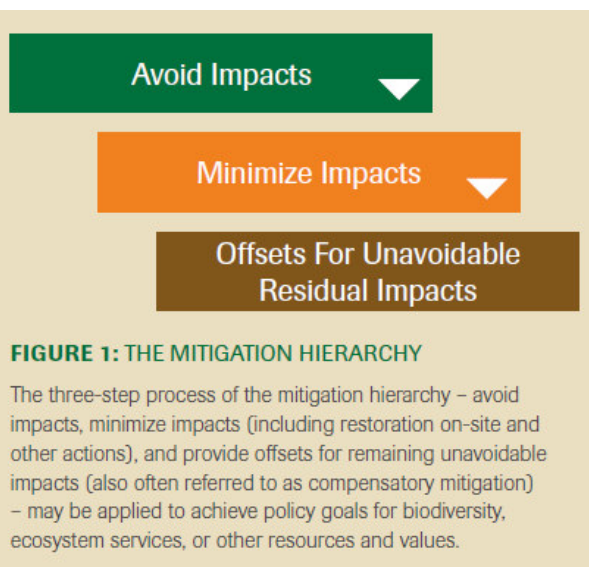 Avoid Impacts
Minimize Impacts
Offsets For Unavoidable
Residual Impacts
FIGURE 1: THE MITIGATION HIERARCHY
The three-step process of the mitigation hierarchy – avoid
impacts, minimize impacts (including restoration on-site and
other actions), and provide offsets for remaining unavoidable
impacts (also often referred to as compensatory mitigation)
– may be applied to achieve policy goals for biodiversity,
ecosystem services, or other resources and values.